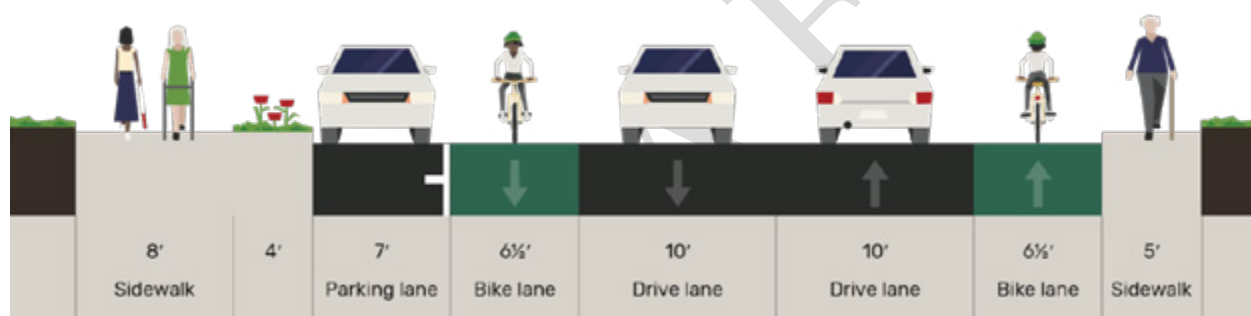 8' 4' 7' 6½' 10' 10' 6½' 5'
Sidewalk Parking lane Bike lane Drive lane Drive lane Bike lane Sidewalk